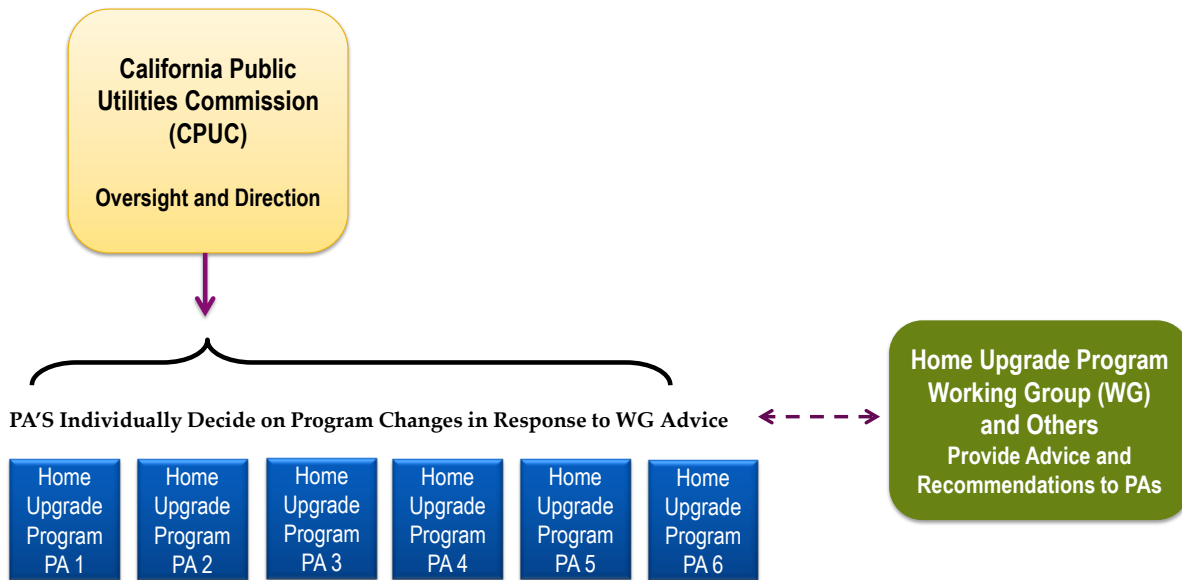 California Public
Utilities Commission
(CPUC)
Oversight and Direction
PA'S Individually Decide on Program Changes in Response to WG Advice
Home Upgrade Program
Working Group (WG)
and Others
Provide Advice and
Recommendations to PAs
Home
Upgrade
Program
PA 1
Home
Upgrade
Program
PA 2
Home
Upgrade
Program
PA 3
Home
Upgrade
Program
PA 4
Home
Upgrade
Program
PA 5
Home
Upgrade
Program
PA 6